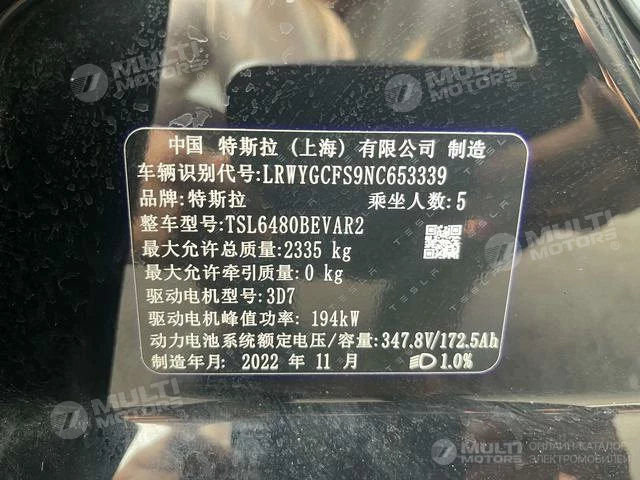 中国 特斯拉（上海）有限公司 制造
车辆识别代号:LRWYGCFS9NC653339
品牌:特斯拉 乘坐人数:5
整车型号:TSL6480BEVAR2
最大允许总质量:2335 kg
最大允许牵引质量:0 kg
驱动电机型号:3D7
驱动电机峰值功率: 194kW
动力电池系统额定电压/容量:347.8V/172.5Ah
制造年月: 2022 年 11 月 1.0%
MULTI MOTORS®
MULTI MOTORS®
MULTI MOTORS®
MULTI MOTORS®
MULTI MOTORS ОНЛАЙН-КАТАЛОГ ЭЛЕКТРОМОБИЛЕЙ